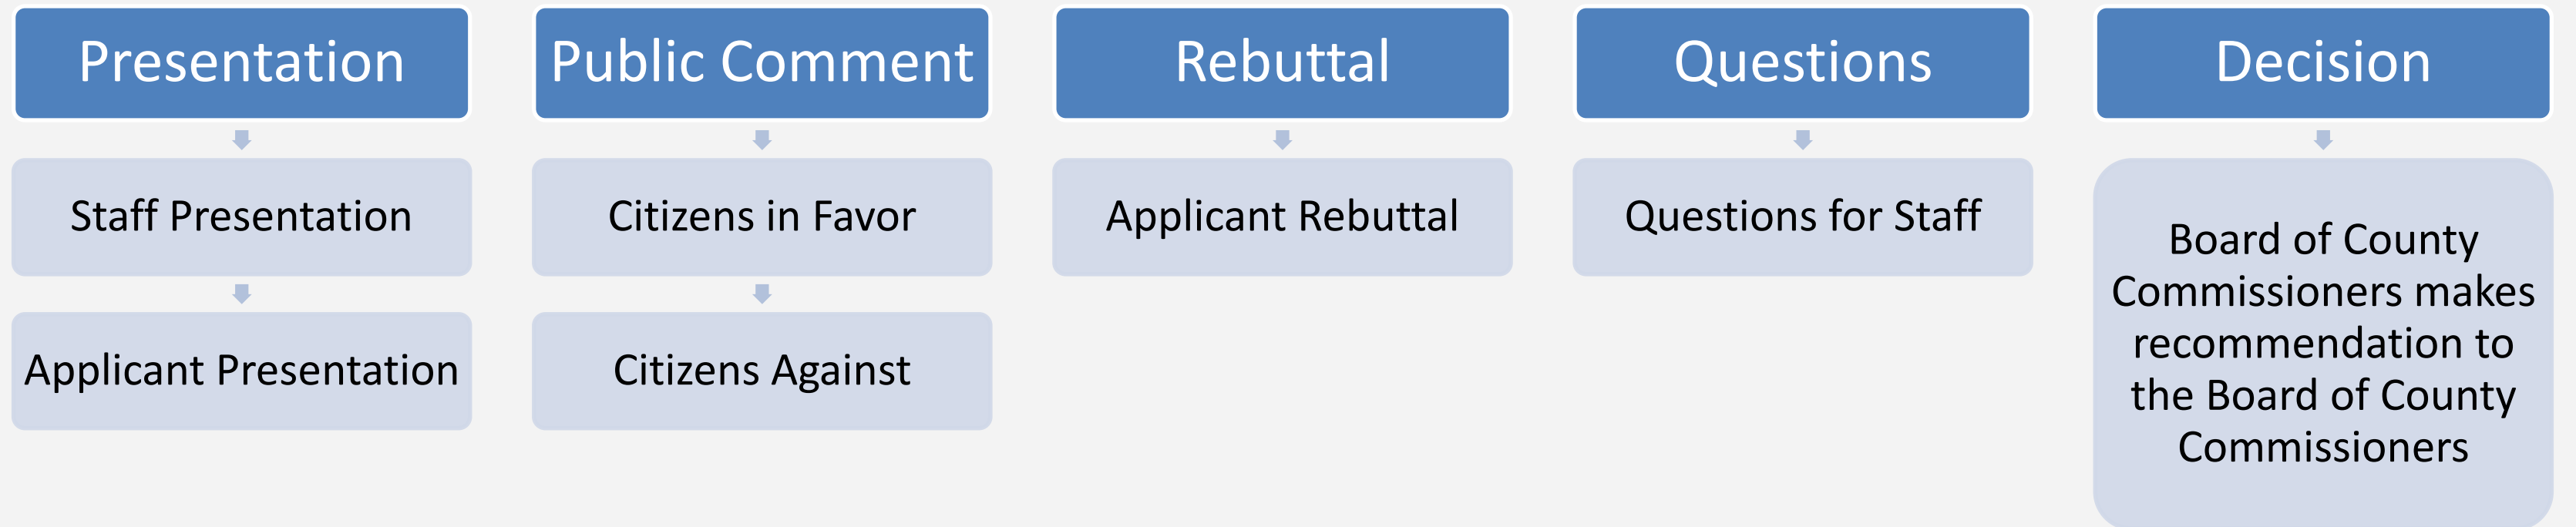 Presentation
Staff Presentation
Applicant Presentation
Public Comment
Citizens in Favor
Citizens Against
Rebuttal
Applicant Rebuttal
Questions
Questions for Staff
Decision
Board of County
Commissioners makes
recommendation to
the Board of County
Commissioners